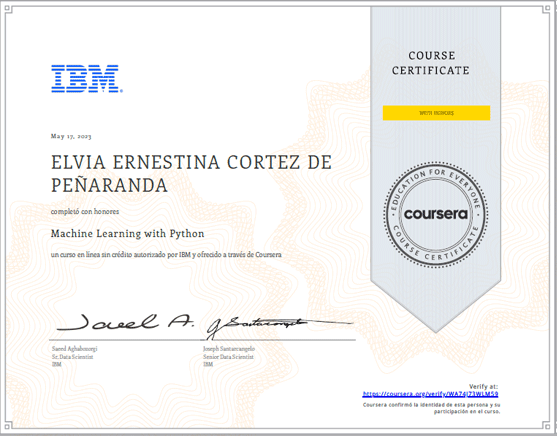 IBM
COURSE
CERTIFICATE
WITH HONORS
May 17, 2023
ELVIA ERNESTINA CORTEZ DE
PEÑARANDA
completó con honores
Machine Learning with Python
un curso en línea sin crédito autorizado por IBM y ofrecido a través de Coursera
EDUCATION FOR EVERYONE
coursera
COURSE CERTIFICATE
Saeed Aghabozorgi
Sr. Data Scientist
IBM
Joseph Santarcangelo
Senior Data Scientist
IBM
Verify at:
https://coursera.org/verify/WA74J73WLMS9
Coursera confirmó la identidad de esta persona y su
participación en el curso.